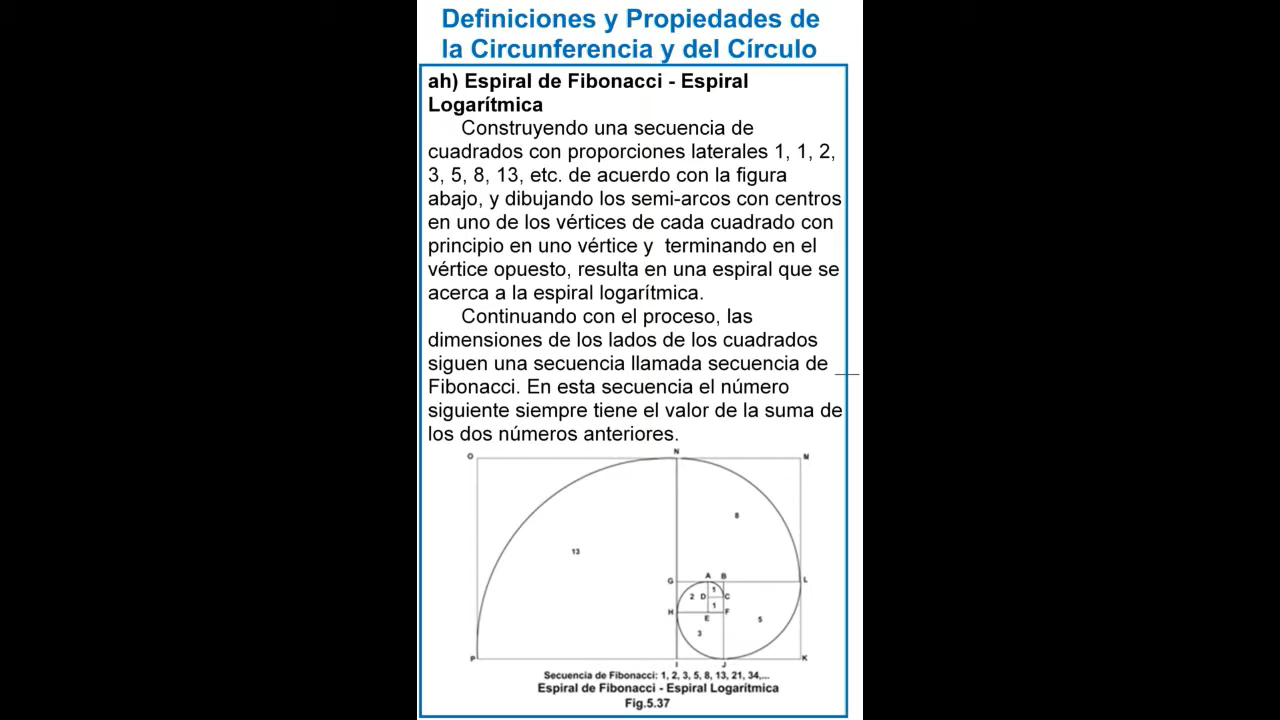 Definiciones y Propiedades de
la Circunferencia y del Círculo
ah) Espiral de Fibonacci - Espiral
Logarítmica
Construyendo una secuencia de
cuadrados con proporciones laterales 1, 1, 2,
3, 5, 8, 13, etc. de acuerdo con la figura
abajo, y dibujando los semi-arcos con centros
en uno de los vértices de cada cuadrado con
principio en uno vértice y terminando en el
vértice opuesto, resulta en una espiral que se
acerca a la espiral logarítmica.
Continuando con el proceso, las
dimensiones de los lados de los cuadrados
siguen una secuencia llamada secuencia de
Fibonacci. En esta secuencia el número
siguiente siempre tiene el valor de la suma de
los dos números anteriores.
O N M
8
13
G A B L
1
2 D C
1
H F
E 5
3
P I J K
Secuencia de Fibonacci: 1, 2, 3, 5, 8, 13, 21, 34,...
Espiral de Fibonacci - Espiral Logarítmica
Fig.5.37